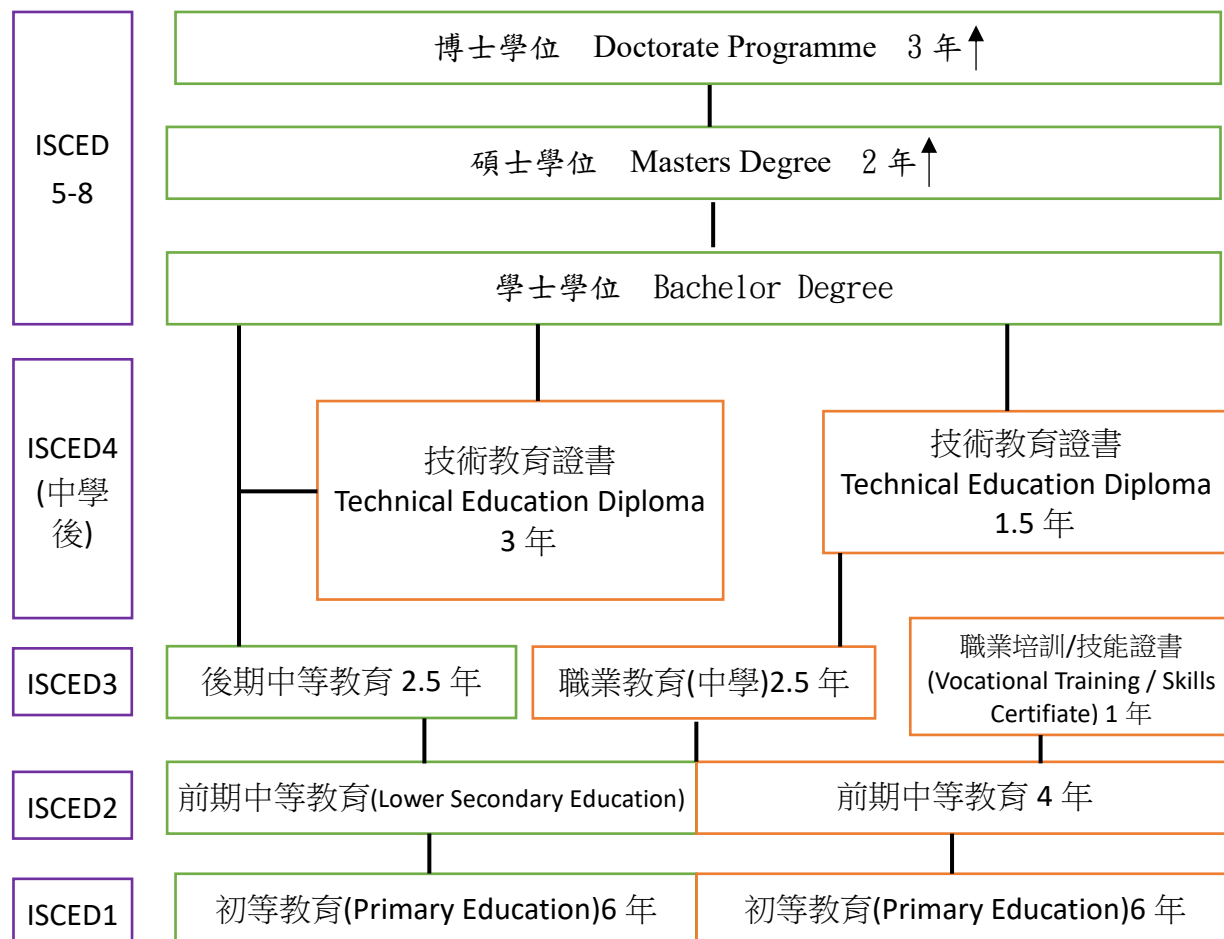 博士學位 Doctorate Programme 3 年
ISCED
5-8
碩士學位 Masters Degree 2 年
學士學位 Bachelor Degree
ISCED4
(中學
後)
技術教育證書
Technical Education Diploma
3 年
技術教育證書
Technical Education Diploma
1.5 年
ISCED3
後期中等教育 2.5 年
職業教育(中學)2.5 年
職業培訓/技能證書
(Vocational Training / Skills
Certifiate) 1 年
ISCED2
前期中等教育(Lower Secondary Education)
前期中等教育 4 年
ISCED1
初等教育(Primary Education)6 年
初等教育(Primary Education)6 年